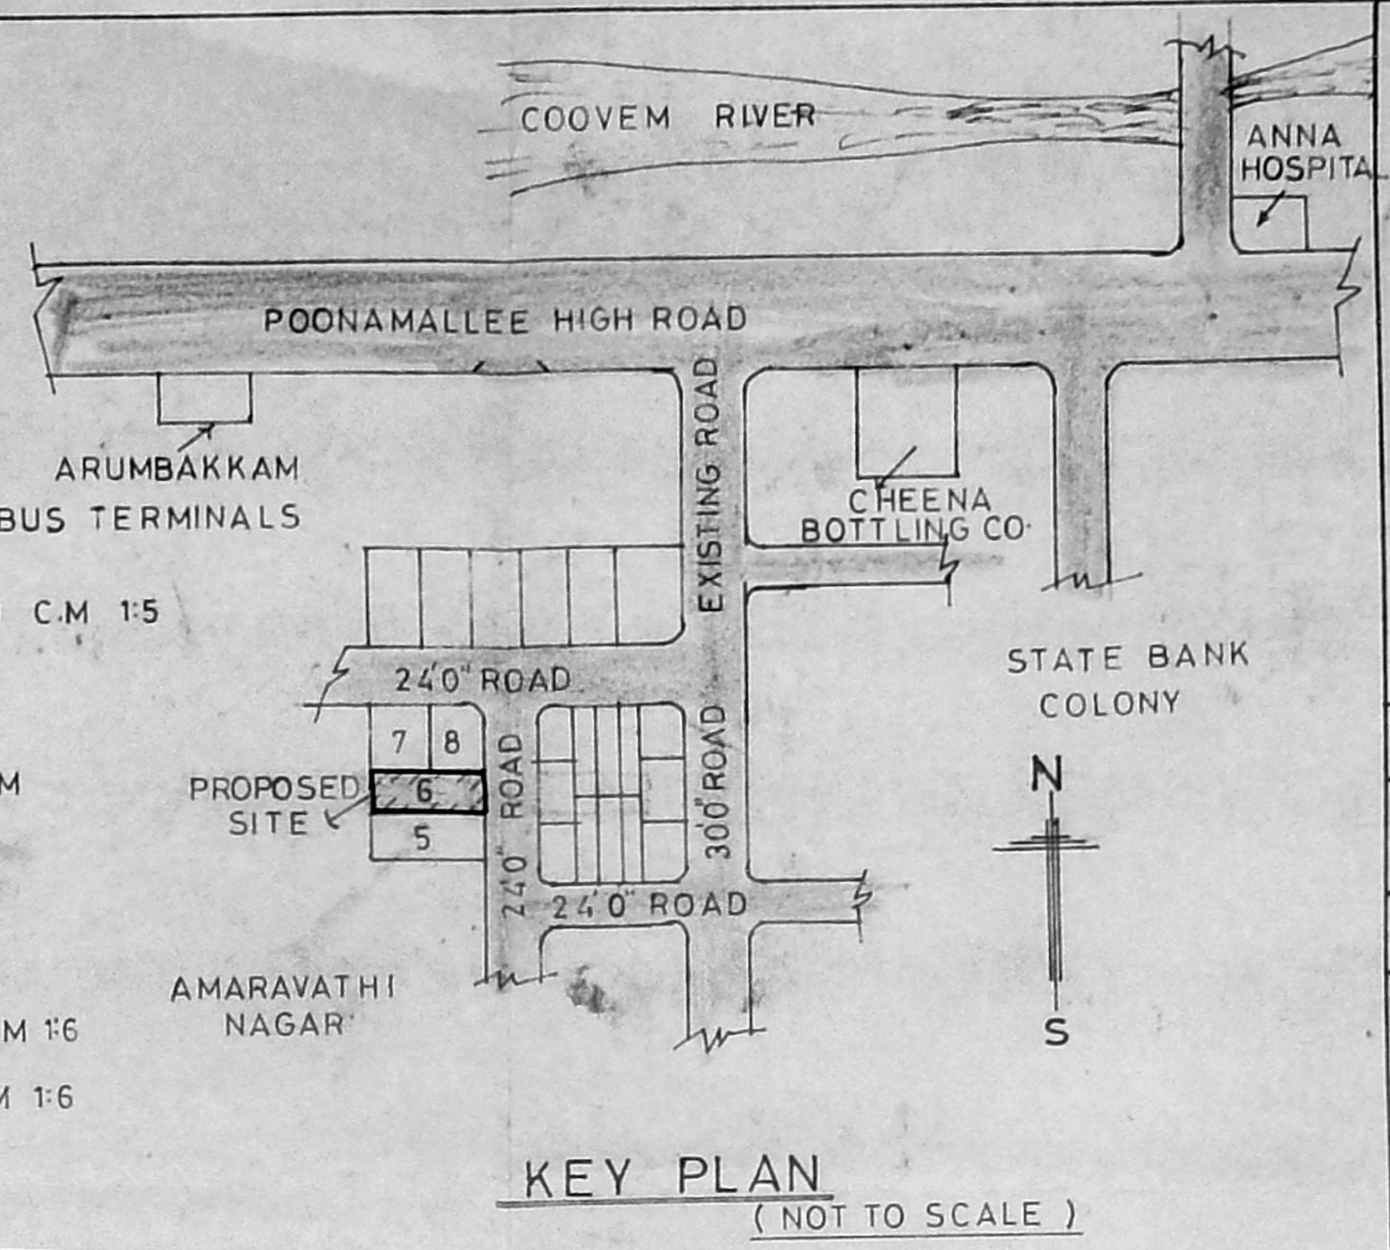 COOVEM RIVER
ANNA
HOSPITAL
POONAMALLEE HIGH ROAD
EXISTING ROAD
ARUMBAKKAM
BUS TERMINALS
CHEENA
BOTTLING CO.
C.M 1:5
24'0" ROAD
STATE BANK
COLONY
7
8
PROPOSED
SITE
6
5
M
24'0" ROAD
30'0" ROAD
24'0" ROAD
N
S
AMARAVATHI
NAGAR
M 1:6
M 1:6
KEY PLAN
( NOT TO SCALE )